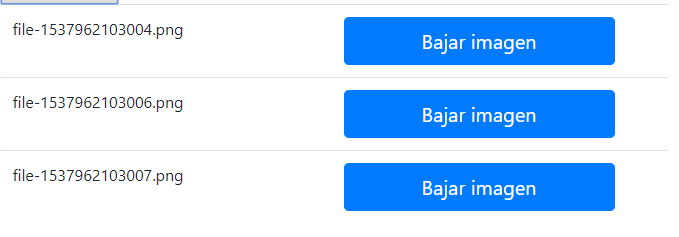 file-1537962103004.png Bajar imagen
file-1537962103006.png Bajar imagen
file-1537962103007.png Bajar imagen